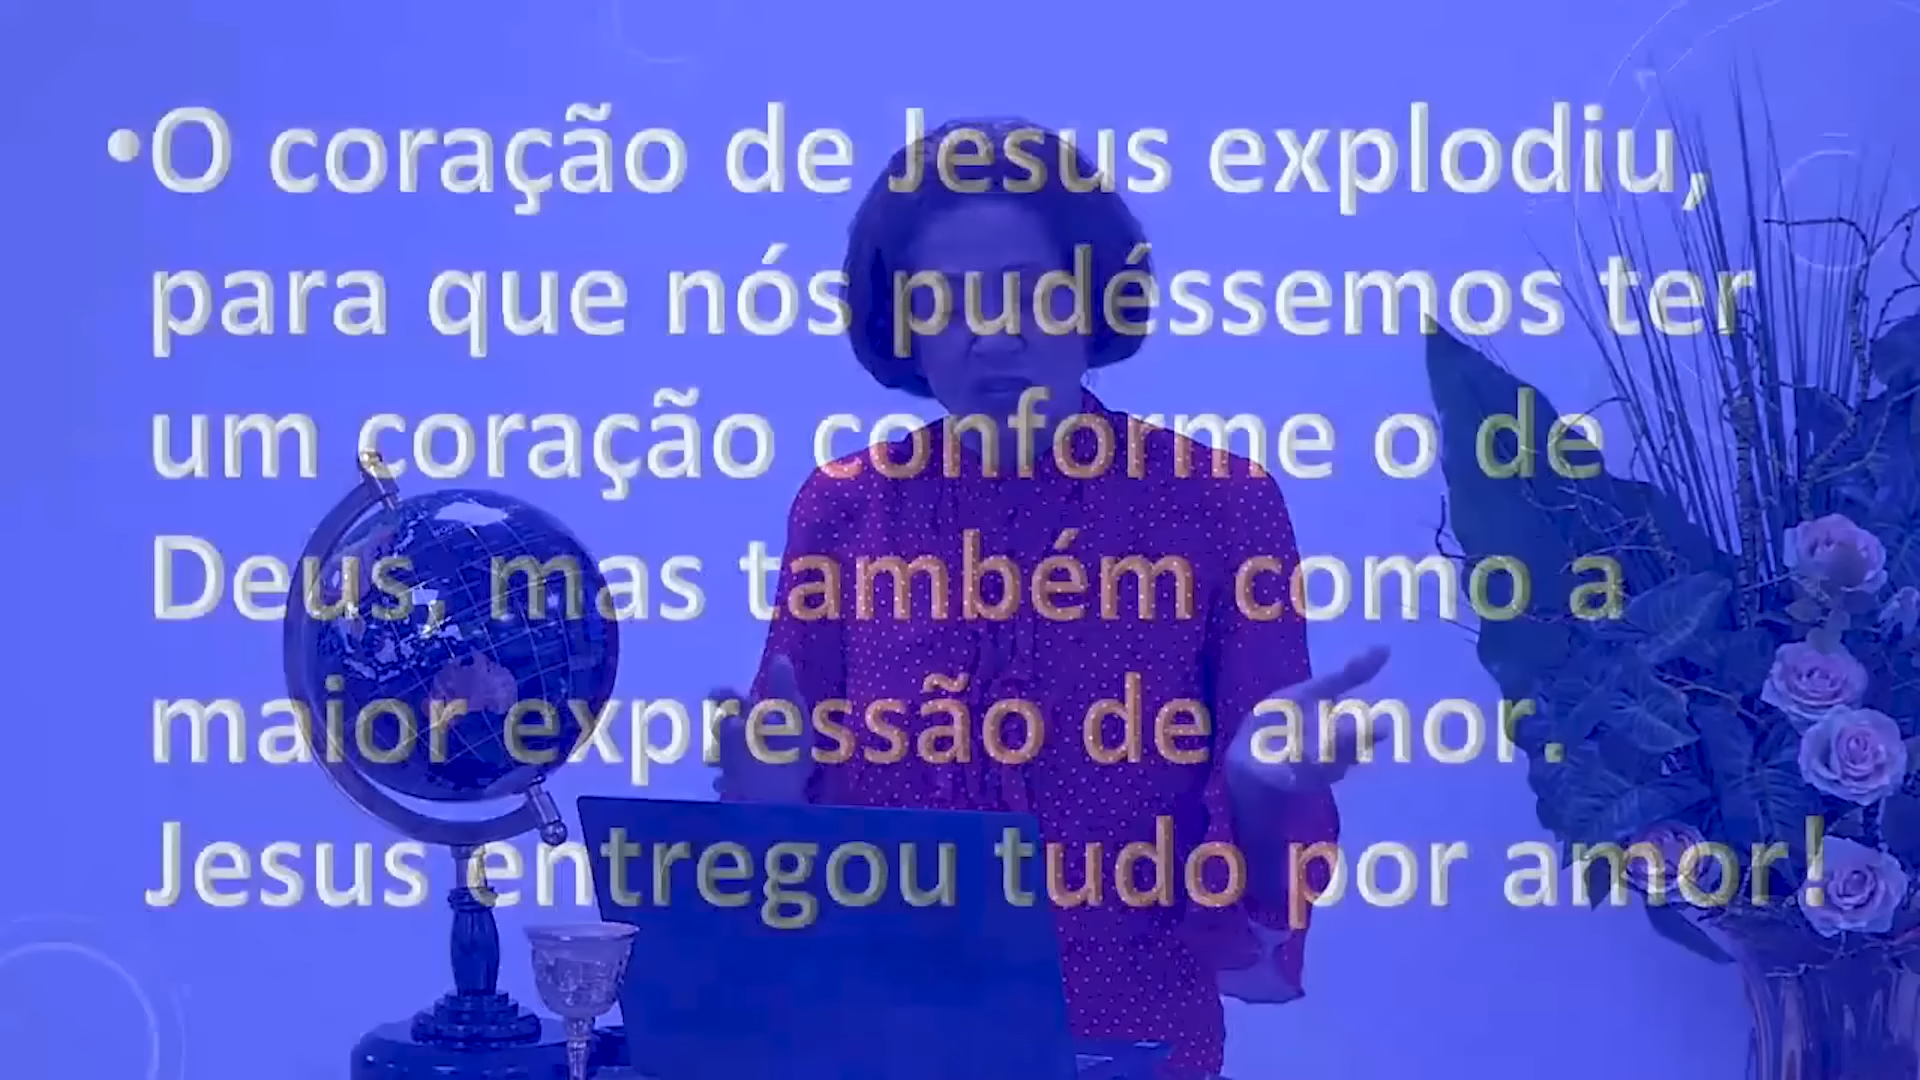 •O coração de Jesus explodiu,
para que nós pudéssemos ter
um coração conforme o de
Deus, mas também como a
maior expressão de amor.
Jesus entregou tudo por amor!